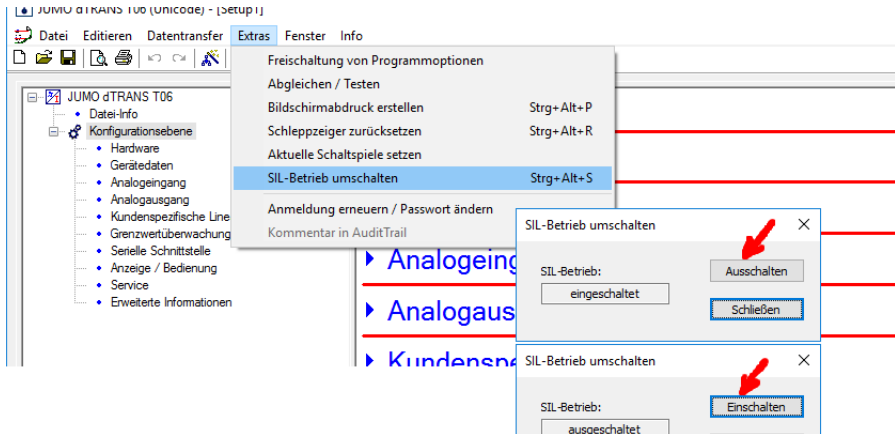 JUMO dTRANS T06 (Unicode) - [Setup1]
Datei Editieren Datentransfer Extras Fenster Info
Freischaltung von Programmoptionen
Abgleichen / Testen
Bildschirmabdruck erstellen Strg+Alt+P
Schleppzeiger zurücksetzen Strg+Alt+R
Aktuelle Schaltspiele setzen
SIL-Betrieb umschalten Strg+Alt+S
Anmeldung erneuern / Passwort ändern
Kommentar in AuditTrail
JUMO dTRANS T06
Datei-Info
Konfigurationsebene
Hardware
Gerätedaten
Analogeingang
Analogausgang
Kundenspezifische Line
Grenzwertüberwachung
Serielle Schnittstelle
Anzeige / Bedienung
Service
Erweiterte Informationen
Analogeing
Analogaus
Kundenspe
SIL-Betrieb umschalten
SIL-Betrieb:
eingeschaltet
Ausschalten
Schließen
SIL-Betrieb umschalten
SIL-Betrieb:
ausgeschaltet
Einschalten